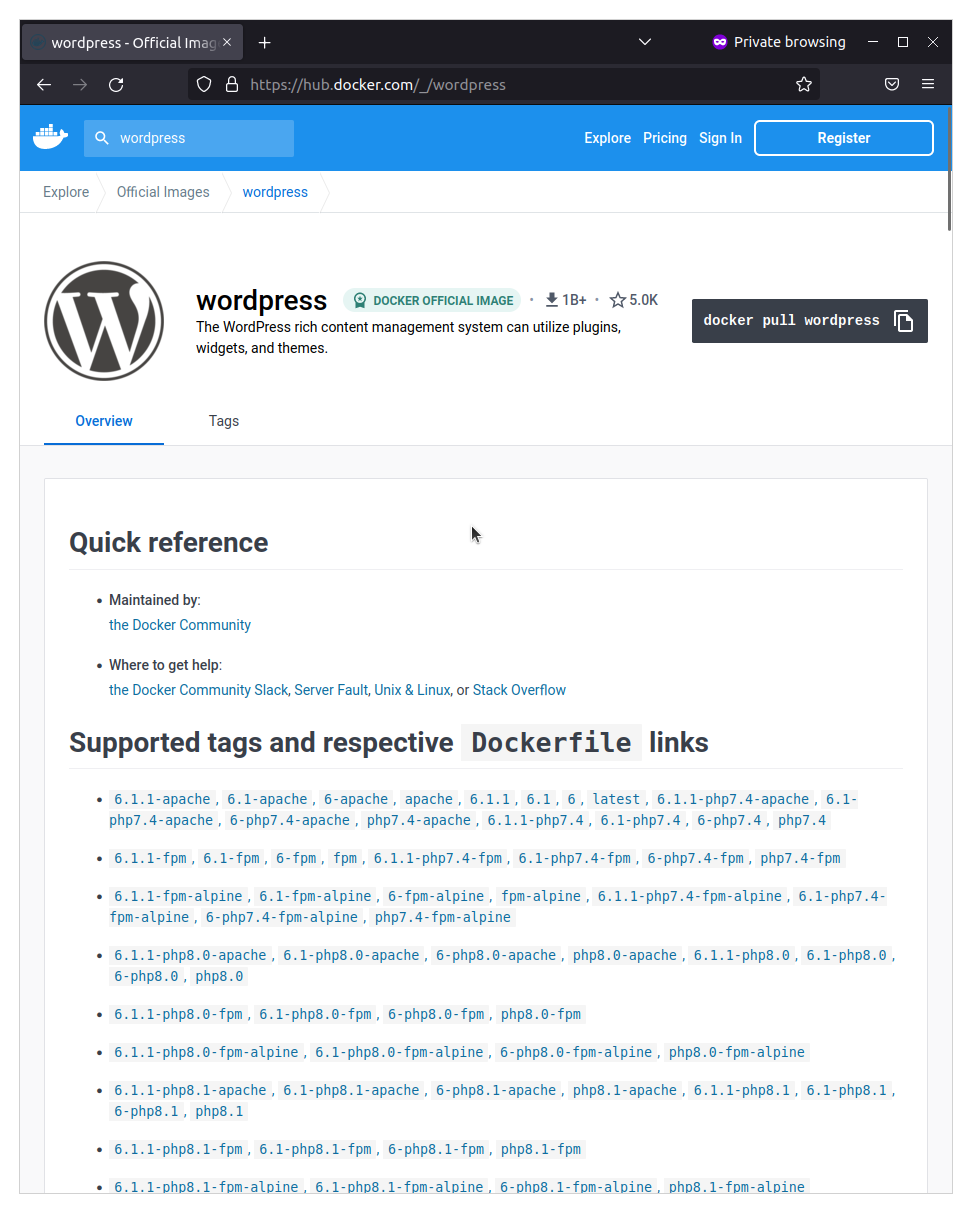 wordpress - Official Imag
Private browsing
https://hub.docker.com/_/wordpress
wordpress
Explore Pricing Sign In Register
Explore Official Images wordpress
wordpress DOCKER OFFICIAL IMAGE • 1B+ • 5.0K
The WordPress rich content management system can utilize plugins,
widgets, and themes.
docker pull wordpress
Overview Tags
Quick reference
• Maintained by:
the Docker Community
• Where to get help:
the Docker Community Slack, Server Fault, Unix & Linux, or Stack Overflow
Supported tags and respective Dockerfile links
• 6.1.1-apache, 6.1-apache, 6-apache, apache, 6.1.1, 6.1, 6, latest, 6.1.1-php7.4-apache, 6.1-
php7.4-apache, 6-php7.4-apache, php7.4-apache, 6.1.1-php7.4, 6.1-php7.4, 6-php7.4, php7.4
• 6.1.1-fpm, 6.1-fpm, 6-fpm, fpm, 6.1.1-php7.4-fpm, 6.1-php7.4-fpm, 6-php7.4-fpm, php7.4-fpm
• 6.1.1-fpm-alpine, 6.1-fpm-alpine, 6-fpm-alpine, fpm-alpine, 6.1.1-php7.4-fpm-alpine, 6.1-php7.4-
fpm-alpine, 6-php7.4-fpm-alpine, php7.4-fpm-alpine
• 6.1.1-php8.0-apache, 6.1-php8.0-apache, 6-php8.0-apache, php8.0-apache, 6.1.1-php8.0, 6.1-php8.0,
6-php8.0, php8.0
• 6.1.1-php8.0-fpm, 6.1-php8.0-fpm, 6-php8.0-fpm, php8.0-fpm
• 6.1.1-php8.0-fpm-alpine, 6.1-php8.0-fpm-alpine, 6-php8.0-fpm-alpine, php8.0-fpm-alpine
• 6.1.1-php8.1-apache, 6.1-php8.1-apache, 6-php8.1-apache, php8.1-apache, 6.1.1-php8.1, 6.1-php8.1,
6-php8.1, php8.1
• 6.1.1-php8.1-fpm, 6.1-php8.1-fpm, 6-php8.1-fpm, php8.1-fpm
• 6.1.1-php8.1-fpm-alpine, 6.1-php8.1-fpm-alpine, 6-php8.1-fpm-alpine, php8.1-fpm-alpine